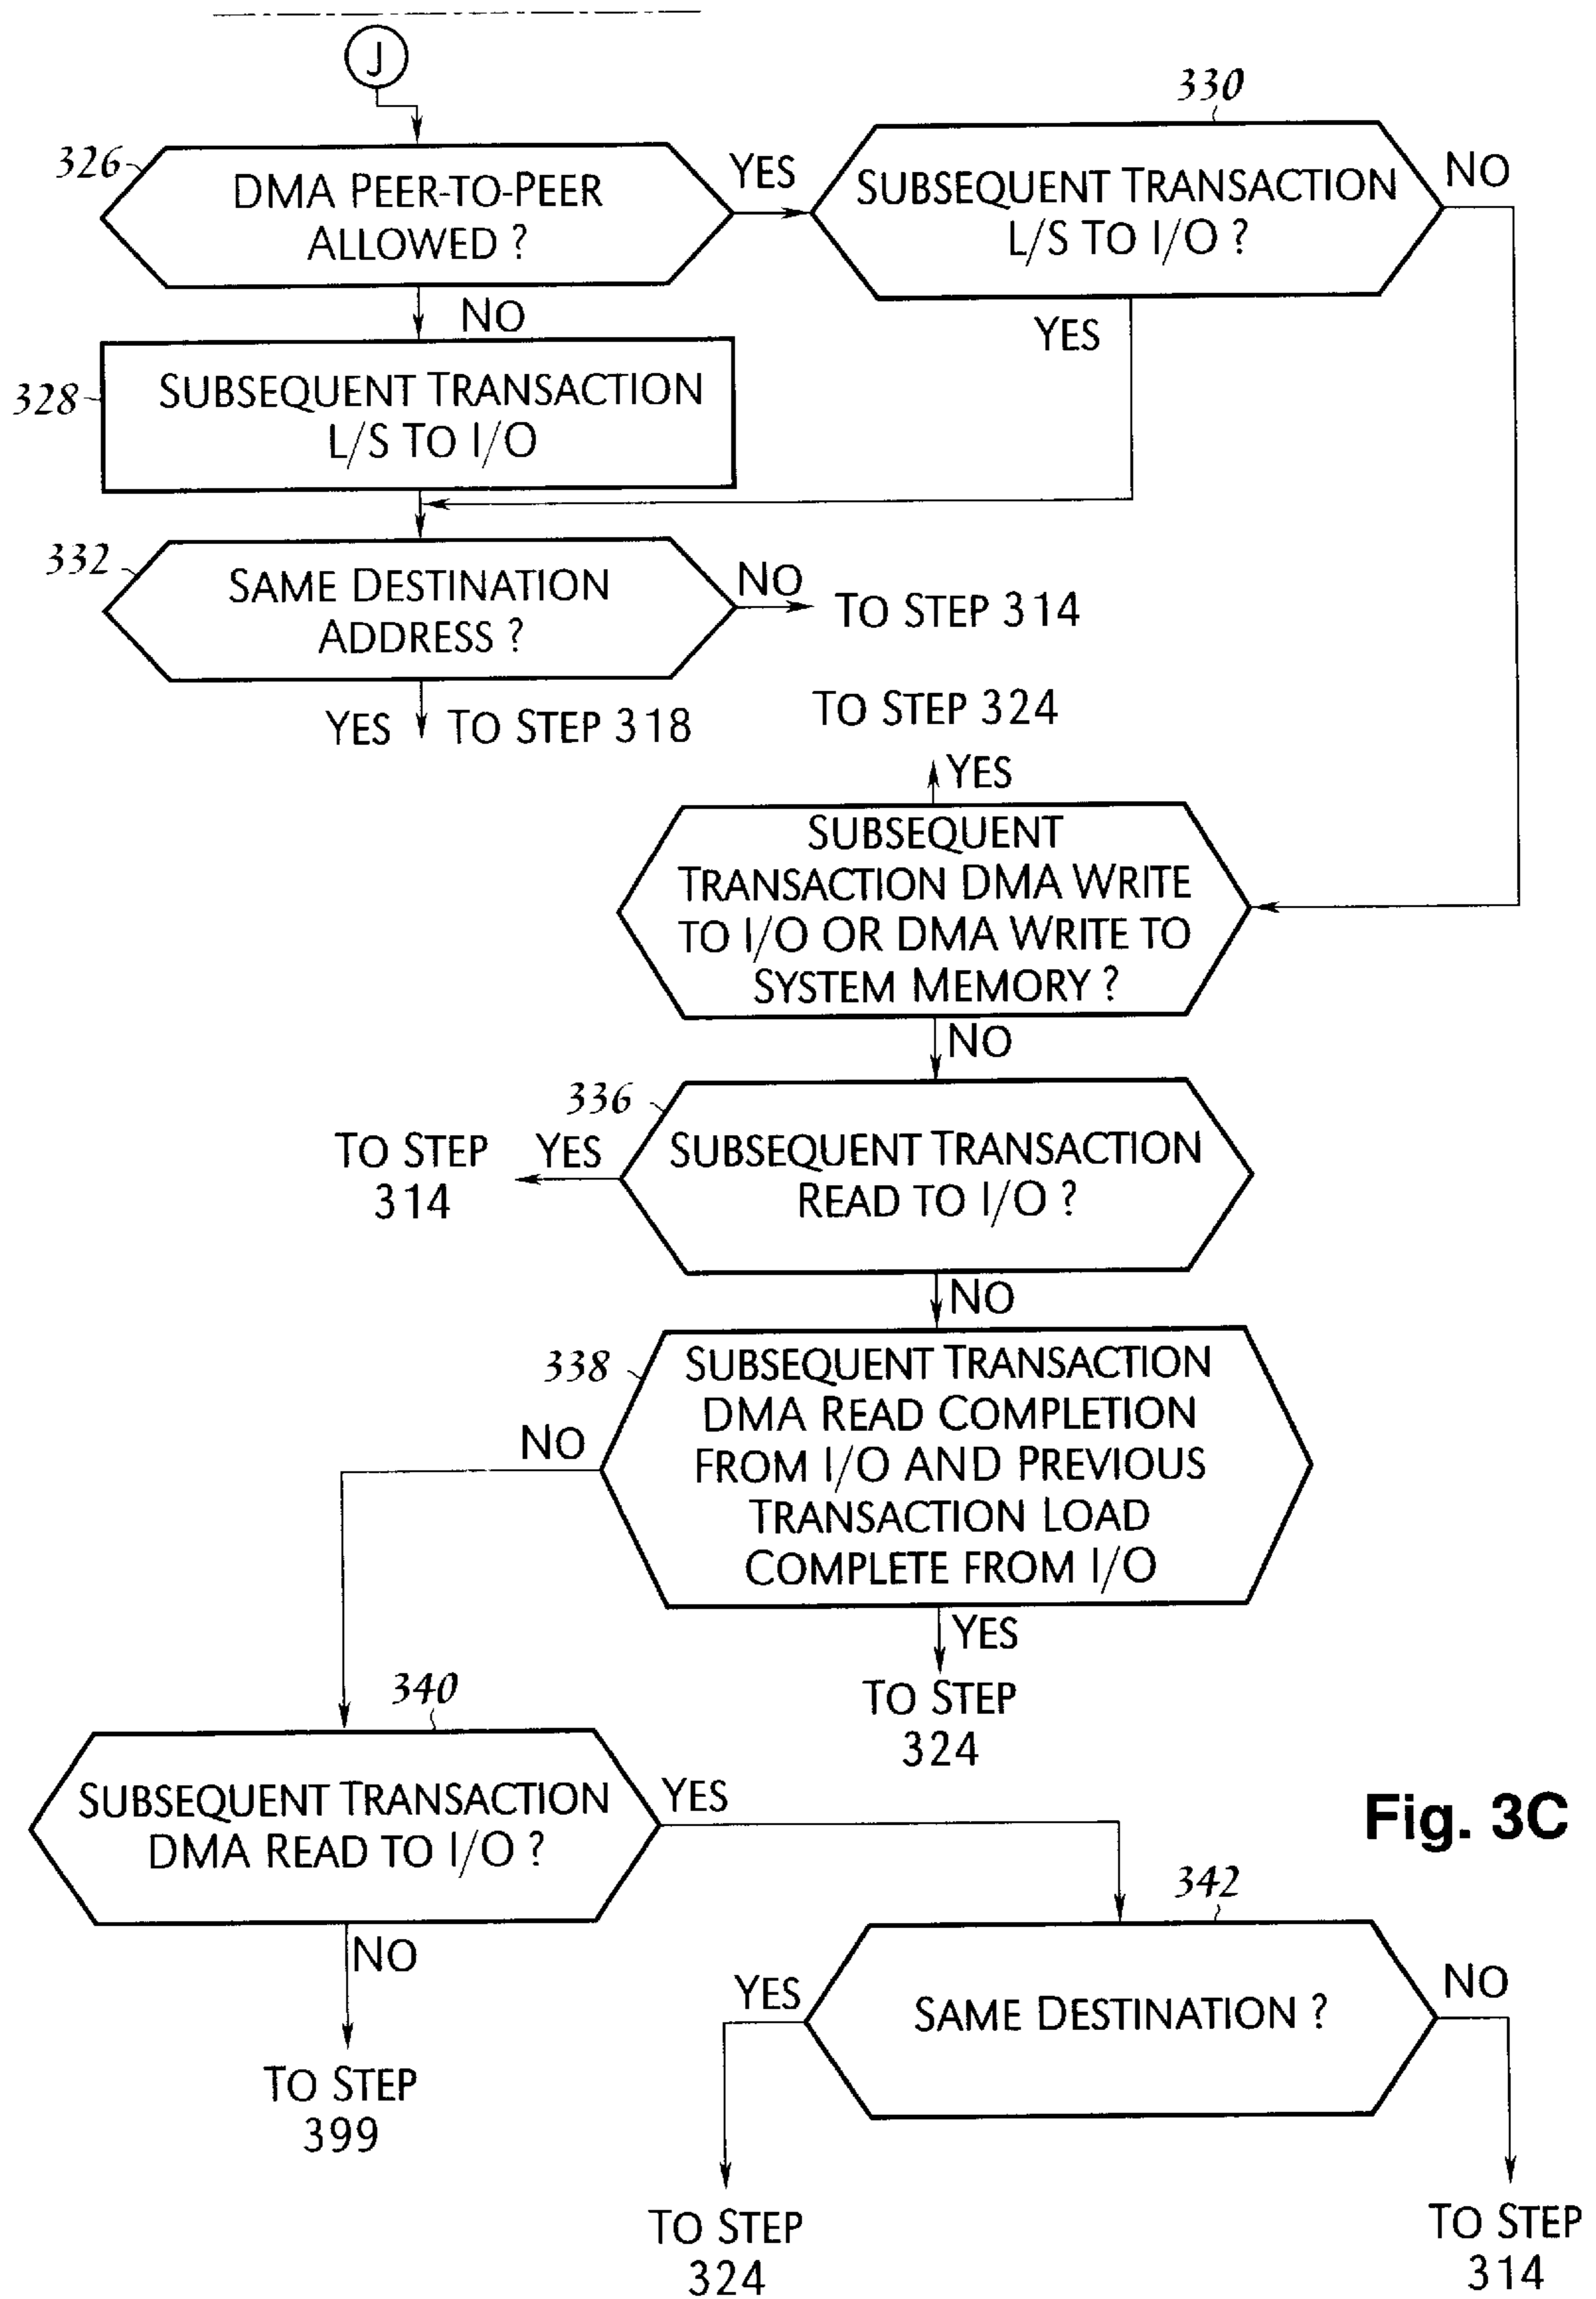 J
326
DMA PEER-TO-PEER
ALLOWED ?
YES
330
SUBSEQUENT TRANSACTION
L/S TO I/O ?
NO
NO
YES
328
SUBSEQUENT TRANSACTION
L/S TO I/O
332
SAME DESTINATION
ADDRESS ?
NO
TO STEP 314
YES
TO STEP 318
TO STEP 324
YES
SUBSEQUENT
TRANSACTION DMA WRITE
TO I/O OR DMA WRITE TO
SYSTEM MEMORY ?
NO
336
SUBSEQUENT TRANSACTION
READ TO I/O ?
YES
TO STEP
314
NO
338
SUBSEQUENT TRANSACTION
DMA READ COMPLETION
FROM I/O AND PREVIOUS
TRANSACTION LOAD
COMPLETE FROM I/O
NO
YES
TO STEP
324
340
SUBSEQUENT TRANSACTION
DMA READ TO I/O ?
YES
Fig. 3C
NO
TO STEP
399
342
SAME DESTINATION ?
YES
NO
TO STEP
324
TO STEP
314